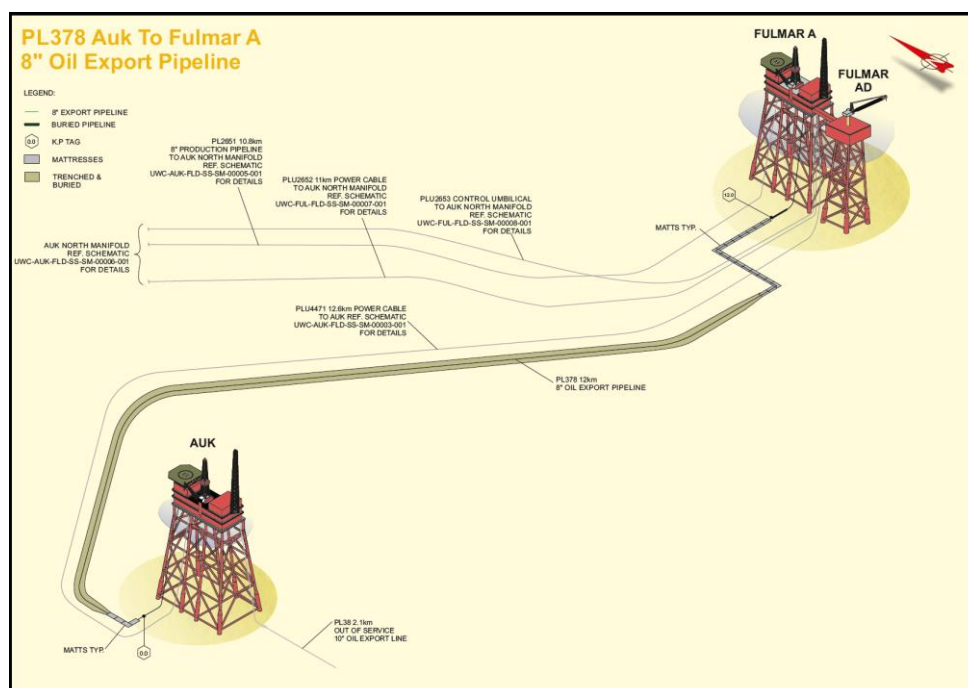 PL378 Auk To Fulmar A
8" Oil Export Pipeline
LEGEND:
8" EXPORT PIPELINE
BURIED PIPELINE
0.0 K.P TAG
MATTRESSES
TRENCHED &
BURIED
FULMAR A
FULMAR
AD
PL2651 10.8km
8" PRODUCTION PIPELINE
TO AUK NORTH MANIFOLD
REF. SCHEMATIC
UWC-AUK-FLD-SS-SM-00005-001
FOR DETAILS
PLU2652 11km POWER CABLE
TO AUK NORTH MANIFOLD
REF. SCHEMATIC
UWC-FUL-FLD-SS-SM-00007-001
FOR DETAILS
PLU2653 CONTROL UMBILICAL
TO AUK NORTH MANIFOLD
REF. SCHEMATIC
UWC-FUL-FLD-SS-SM-00008-001
FOR DETAILS
12.0
MATTS TYP.
AUK NORTH MANIFOLD
REF. SCHEMATIC
UWC-AUK-FLD-SS-SM-00006-001
FOR DETAILS
PLU4471 12.6km POWER CABLE
TO AUK REF. SCHEMATIC
UWC-AUK-FLD-SS-SM-00003-001
FOR DETAILS
PL378 12km
8" OIL EXPORT PIPELINE
AUK
PL38 2.1km
OUT OF SERVICE
10" OIL EXPORT LINE
MATTS TYP.
0.0